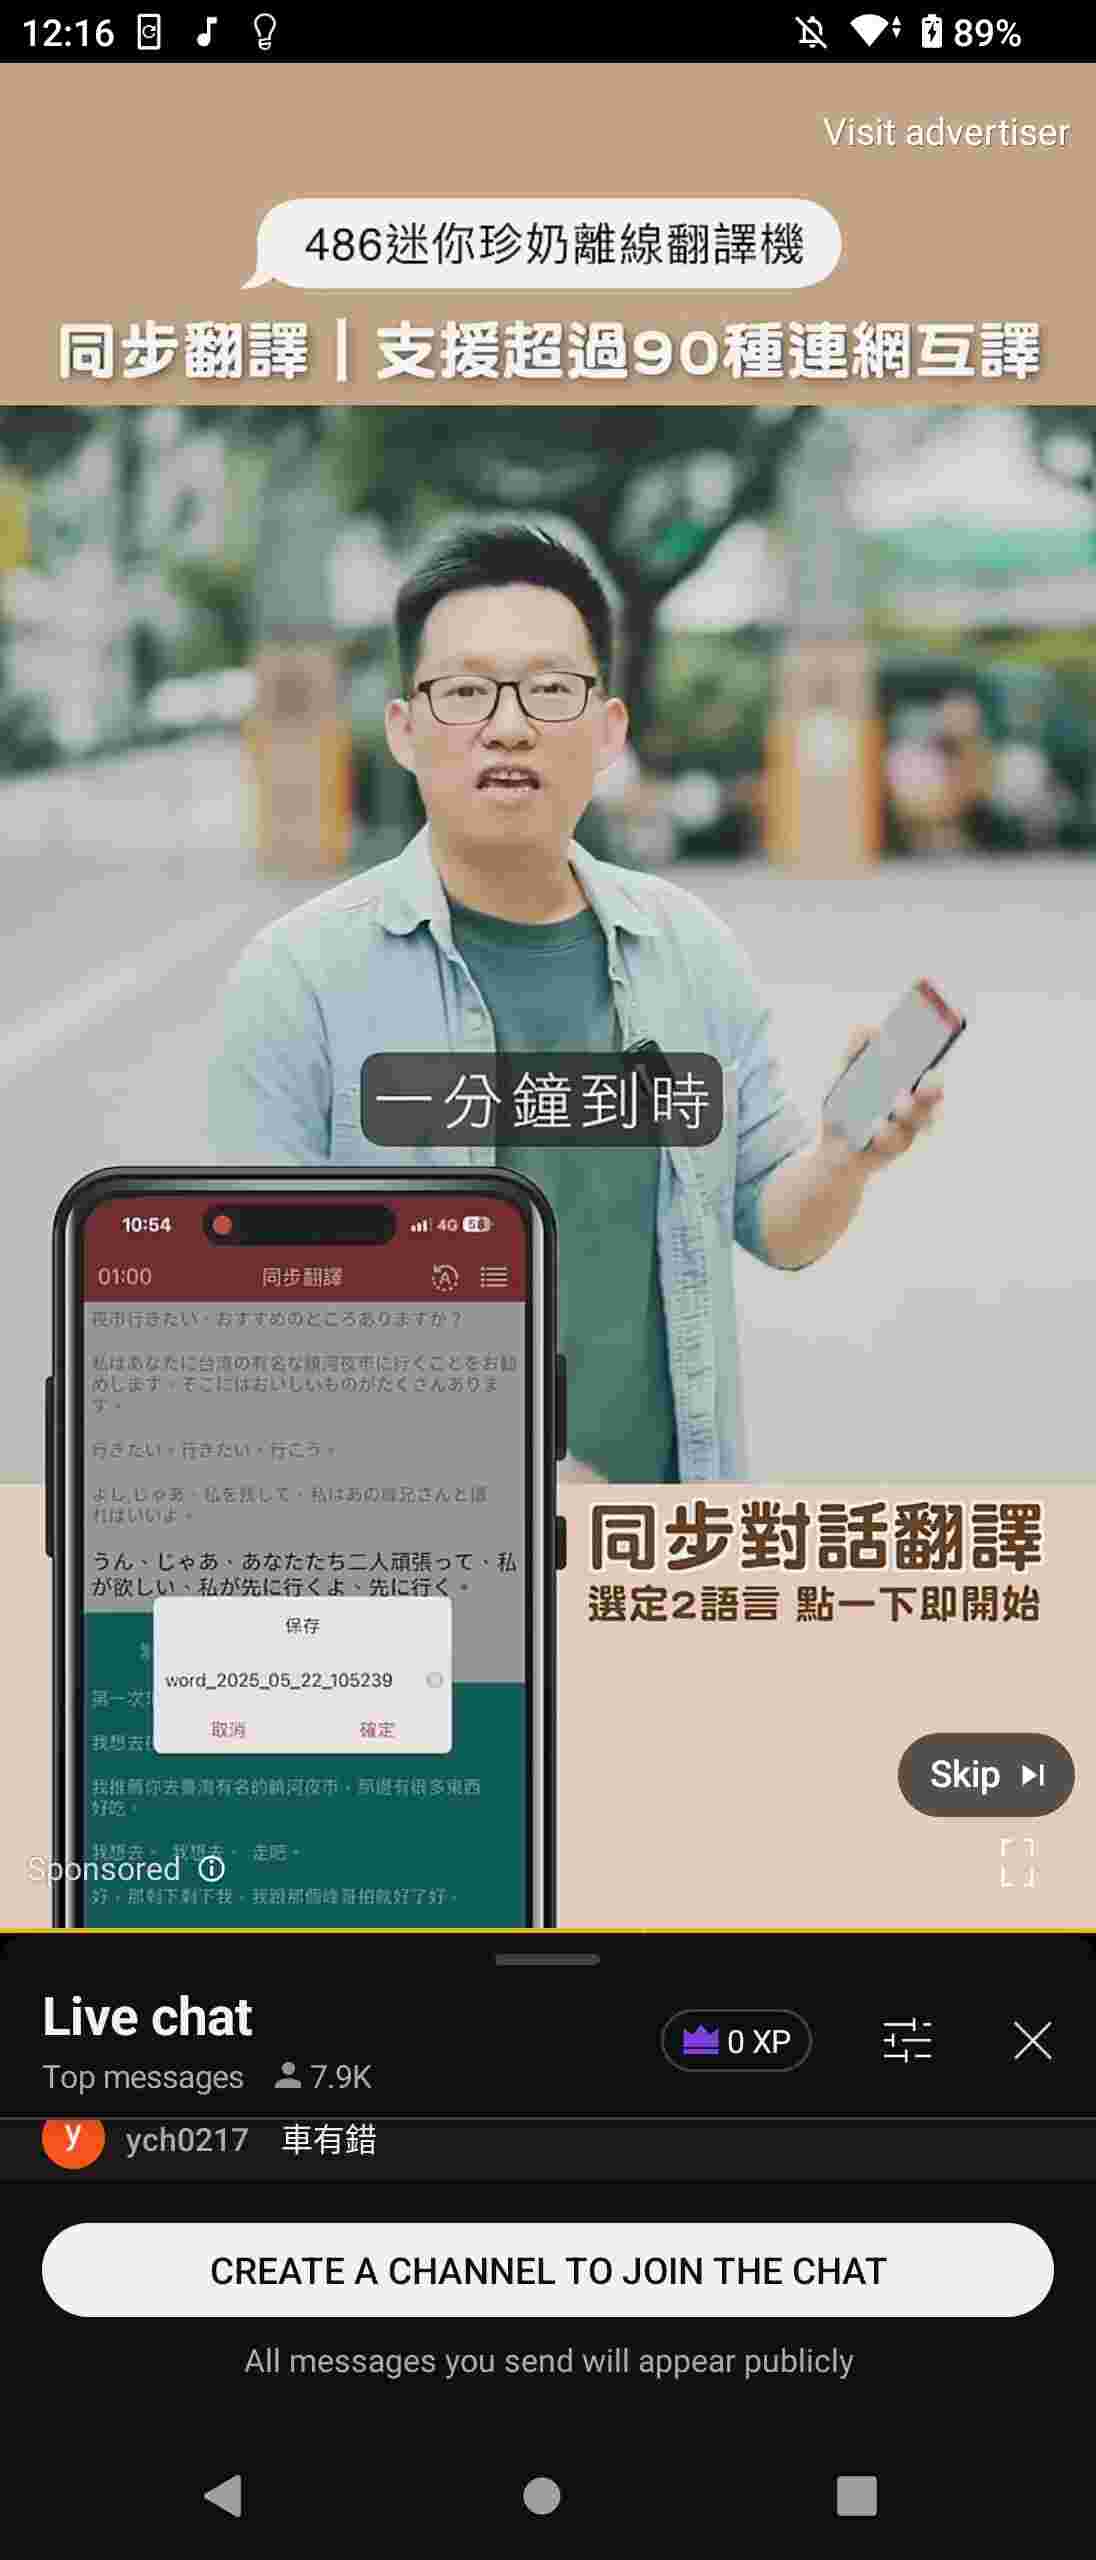 12:16
89%
Visit advertiser
486迷你珍奶離線翻譯機
同步翻譯｜支援超過90種連網互譯
一分鐘到時
10:54
4G 58
01:00 同步翻譯
夜市行きたい、おすすめのところありますか？
私はあなたに台湾の有名な饒河夜市に行くことをお勧
めします。そこにはおいしいものがたくさんありま
す。
行きたい。行きたい。行こう。
よし,じゃあ、私を残して、私はあの
ればいいよ。
うん、じゃあ、あなたたち二人頑張って、私
が欲しい、私が先に行くよ、先に行く。
保存
word_2025_05_22_105239
取消 確定
第一次
我想去
我推薦你去臺灣有名的饒河夜市，那邊有很多東西
好吃。
我想去。 我想去。 走吧。
好，那剩下剩下我，我跟那個峰哥拍就好了好。
同步對話翻譯
選定2語言 點一下即開始
Skip
Sponsored
Live chat
Top messages 7.9K
0 XP
y ych0217 車有錯
CREATE A CHANNEL TO JOIN THE CHAT
All messages you send will appear publicly